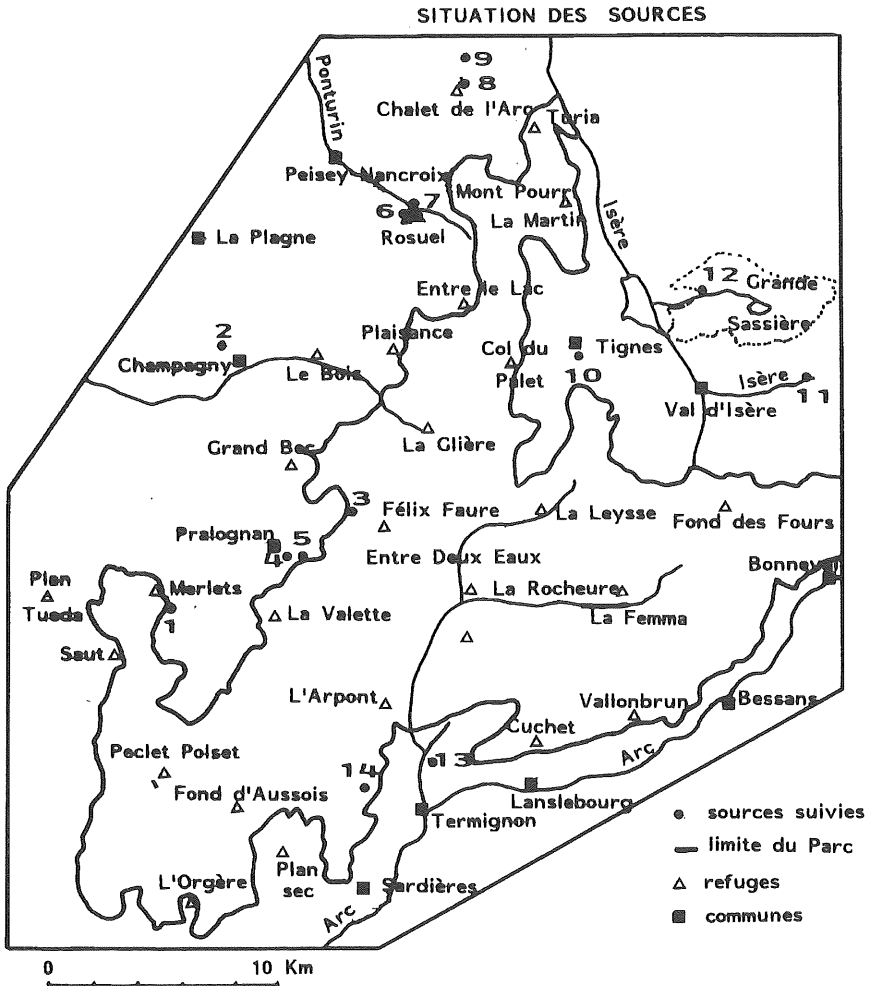 SITUATION DES SOURCES
9
8
Chalet de l'Arc
Turia
Ponturin
Peisey Nancroix
Mont Pourri
7
6
La Martin
Isère
La Plagne
Rosuel
12
Grande
Entre le Lac
Sassière
2
Plaisance
Champagny
Le Bois
Col du
Palet
Tignes
10
Isère
11
Val d'Isère
La Glière
Grand Bec
3
Félix Faure
La Leysse
Fond des Fours
Pralognan
5
4
Entre Deux Eaux
Bonneval
Plan
Tueda
Merlets
La Rocheure
1
La Valette
La Femma
Saut
L'Arpont
Vallonbrun
Bessans
Cuchet
Peclet Polset
Arc
14
13
Fond d'Aussois
Lanslebourg
Termignon
Plan
sec
L'Orgère
Sardières
Arc
sources suivies
limite du Parc
refuges
communes
0
10 Km